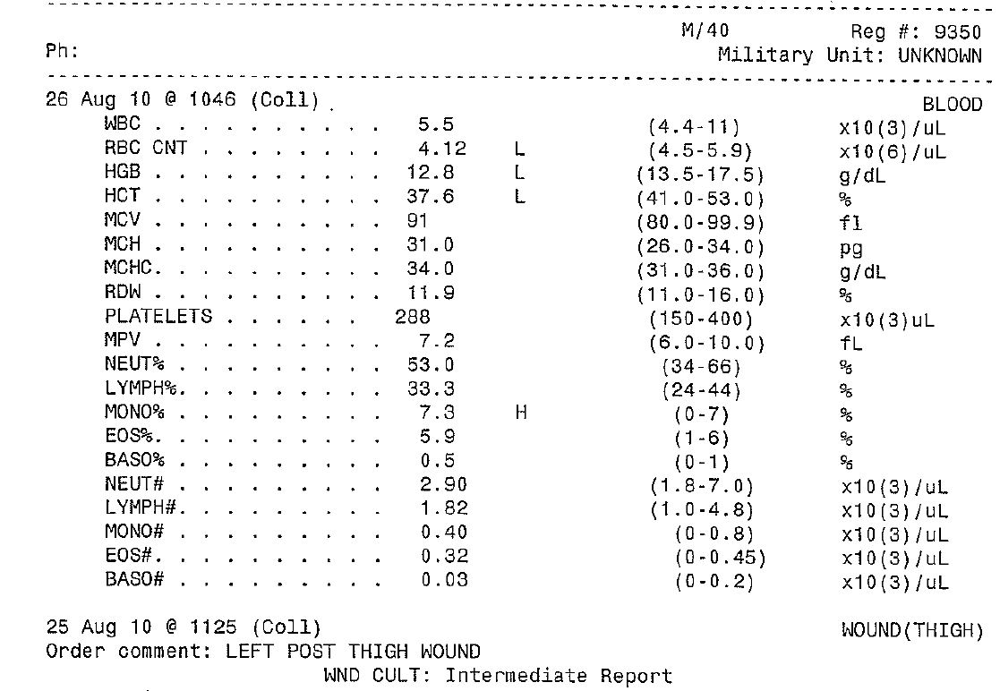 M/40 Reg #: 9350
Ph: Military Unit: UNKNOWN
26 Aug 10 @ 1046 (Coll) BLOOD
WBC . . . . . . . . . . 5.5 (4.4-11) x10(3)/uL
RBC CNT . . . . . . . . 4.12 L (4.5-5.9) x10(6)/uL
HGB . . . . . . . . . . 12.8 L (13.5-17.5) g/dL
HCT . . . . . . . . . . 37.6 L (41.0-53.0) %
MCV . . . . . . . . . . 91 (80.0-99.9) fl
MCH . . . . . . . . . . 31.0 (26.0-34.0) pg
MCHC. . . . . . . . . . 34.0 (31.0-36.0) g/dL
RDW . . . . . . . . . . 11.9 (11.0-16.0) %
PLATELETS . . . . . . 288 (150-400) x10(3)uL
MPV . . . . . . . . . . 7.2 (6.0-10.0) fL
NEUT% . . . . . . . . . 53.0 (34-66) %
LYMPH%. . . . . . . . . 33.3 (24-44) %
MONO% . . . . . . . . . 7.3 H (0-7) %
EOS%. . . . . . . . . . 5.9 (1-6) %
BASO% . . . . . . . . . 0.5 (0-1) %
NEUT# . . . . . . . . . 2.90 (1.8-7.0) x10(3)/uL
LYMPH#. . . . . . . . . 1.82 (1.0-4.8) x10(3)/uL
MONO# . . . . . . . . . 0.40 (0-0.8) x10(3)/uL
EOS#. . . . . . . . . . 0.32 (0-0.45) x10(3)/uL
BASO# . . . . . . . . . 0.03 (0-0.2) x10(3)/uL
25 Aug 10 @ 1125 (Coll) WOUND(THIGH)
Order comment: LEFT POST THIGH WOUND
WND CULT: Intermediate Report